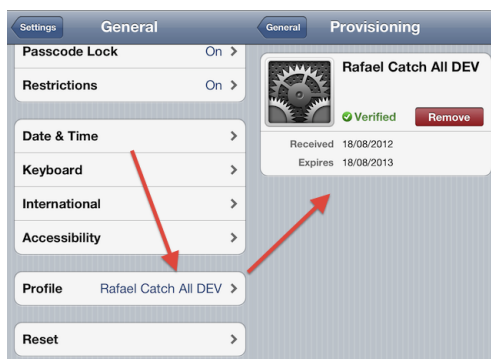 Settings General
Passcode Lock On
Restrictions On
Date & Time
Keyboard
International
Accessibility
Profile Rafael Catch All DEV
Reset
General Provisioning
Rafael Catch All DEV
Verified Remove
Received 18/08/2012
Expires 18/08/2013